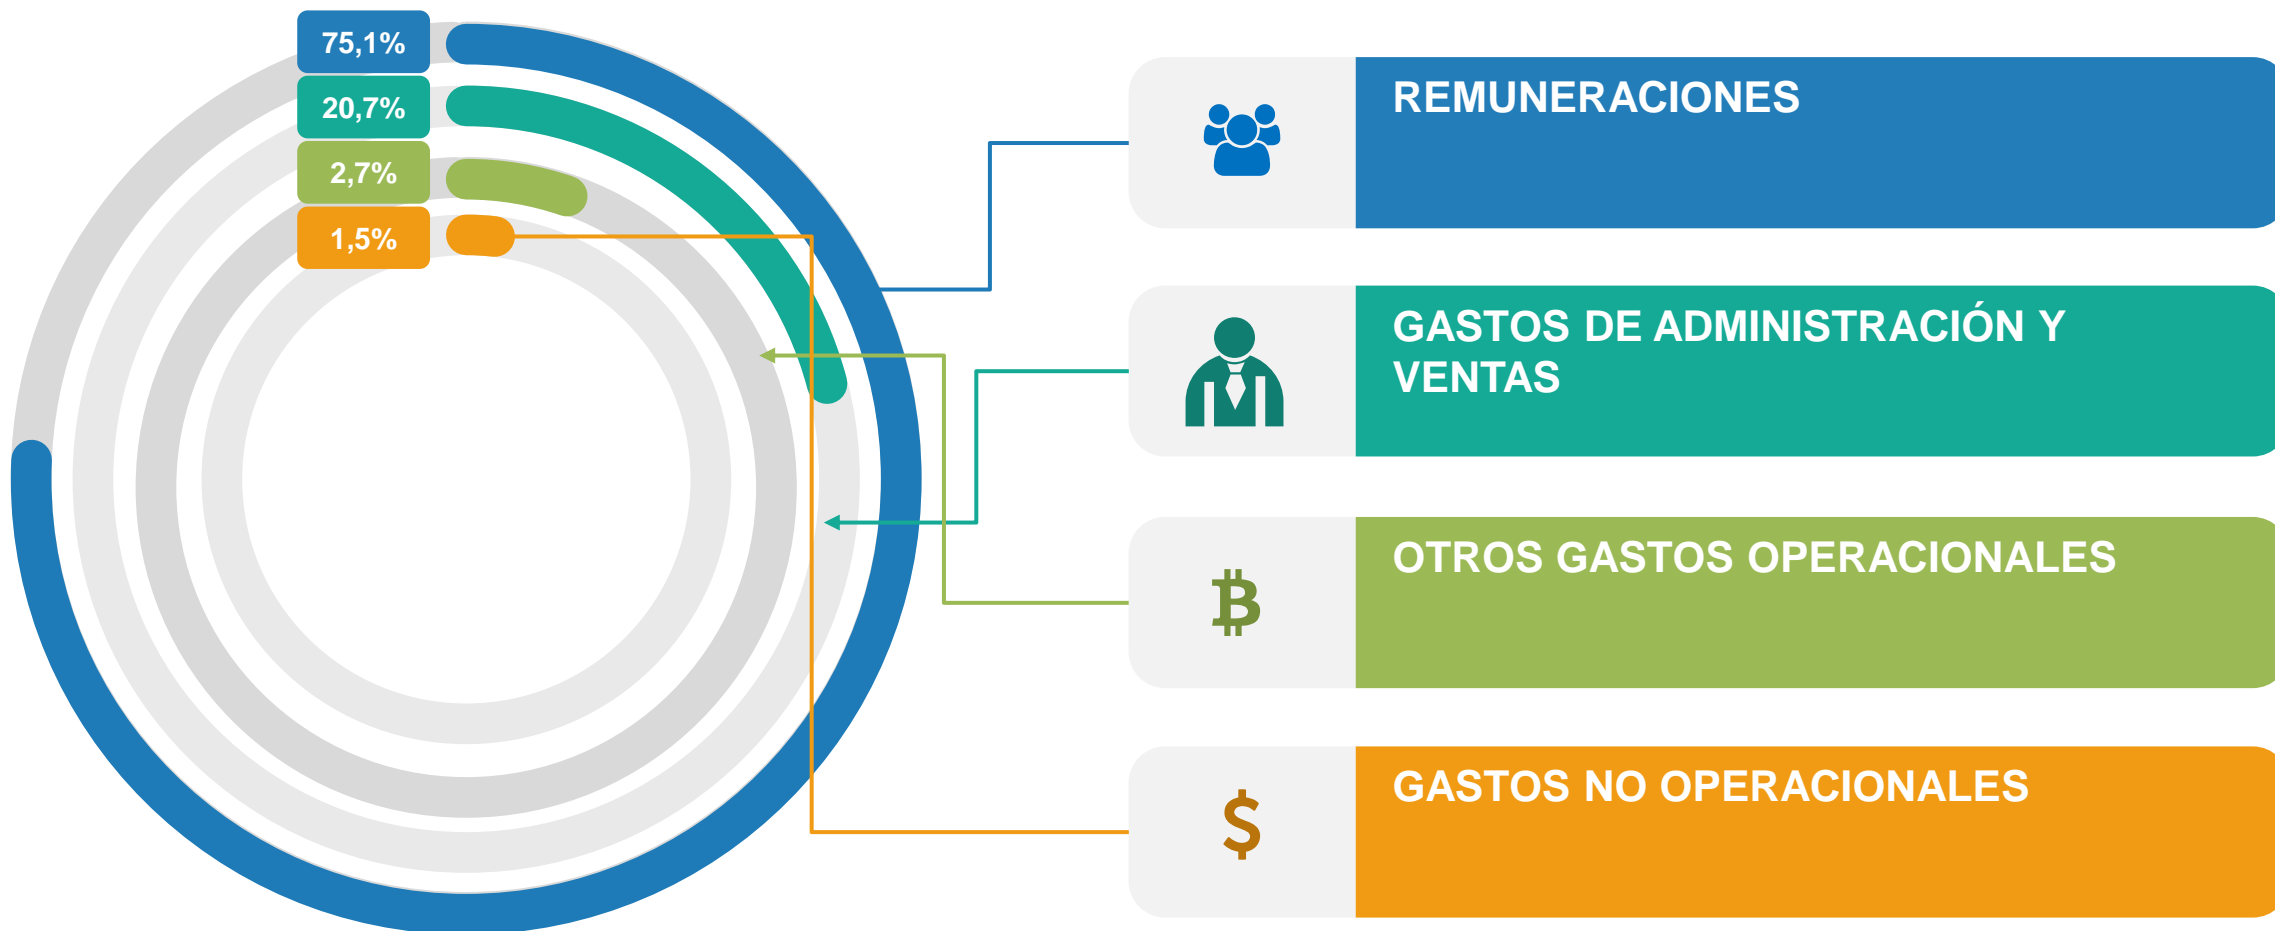 75,1%
20,7%
2,7%
1,5%
REMUNERACIONES
GASTOS DE ADMINISTRACIÓN Y
VENTAS
OTROS GASTOS OPERACIONALES
GASTOS NO OPERACIONALES